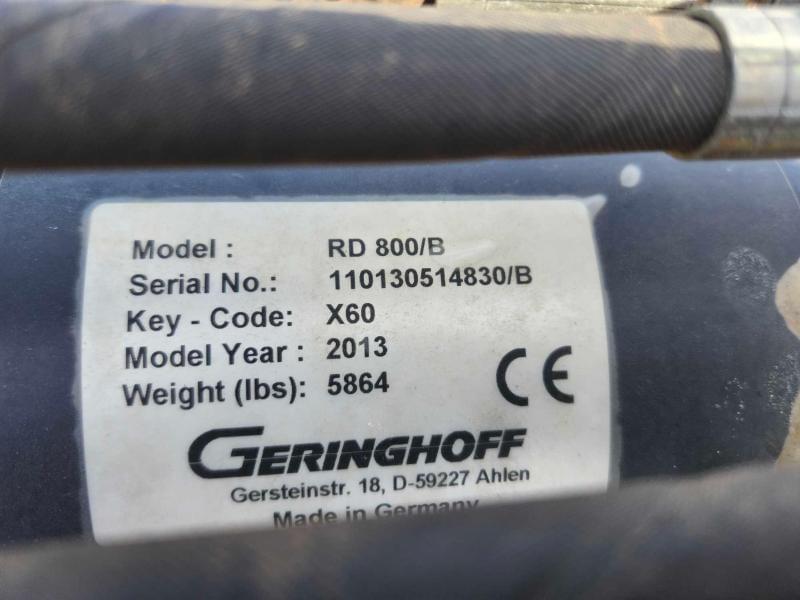 Model : RD 800/B
Serial No.: 110130514830/B
Key - Code: X60
Model Year : 2013
Weight (lbs): 5864
CE
GERINGHOFF
Gersteinstr. 18, D-59227 Ahlen
Made in Germany